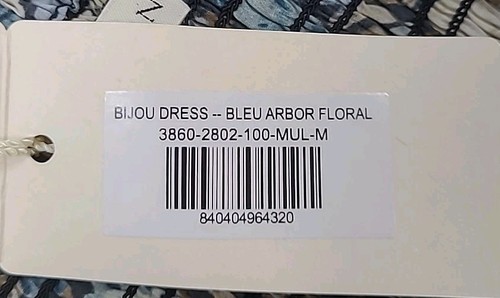 BIJOU DRESS -- BLEU ARBOR FLORAL
3860-2802-100-MUL-M
840404964320